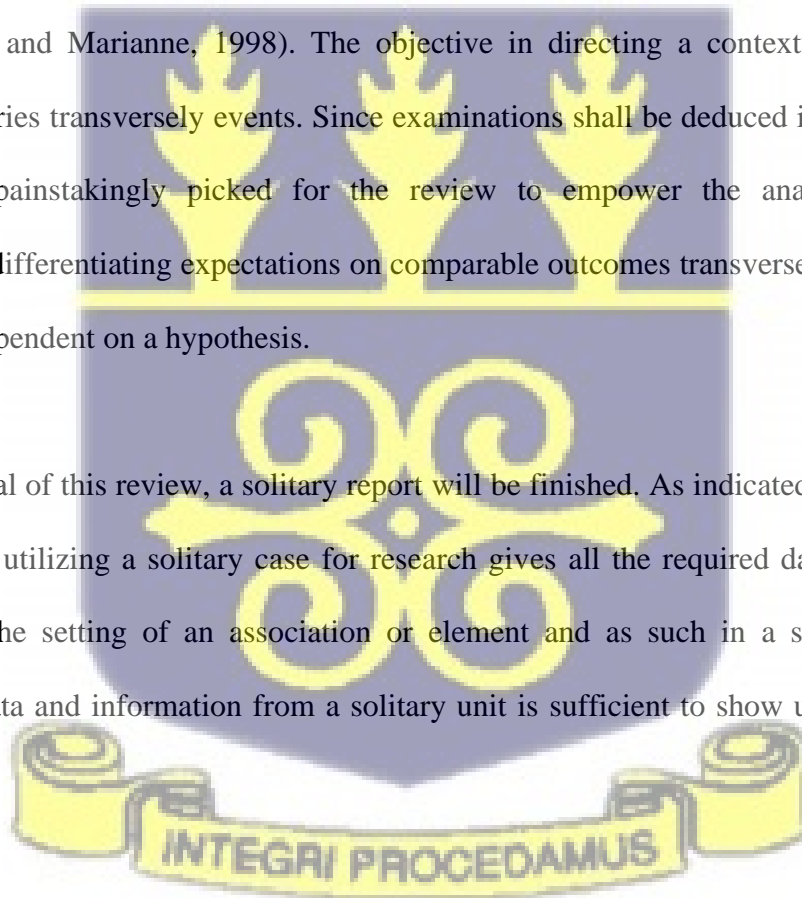 and Marianne, 1998). The objective in directing a context
ries transversely events. Since examinations shall be deduced i
painstakingly picked for the review to empower the ana
differentiating expectations on comparable outcomes transverse
pendent on a hypothesis.
al of this review, a solitary report will be finished. As indicated
utilizing a solitary case for research gives all the required da
he setting of an association or element and as such in a s
ta and information from a solitary unit is sufficient to show u
INTEGRI PROCEDAMUS